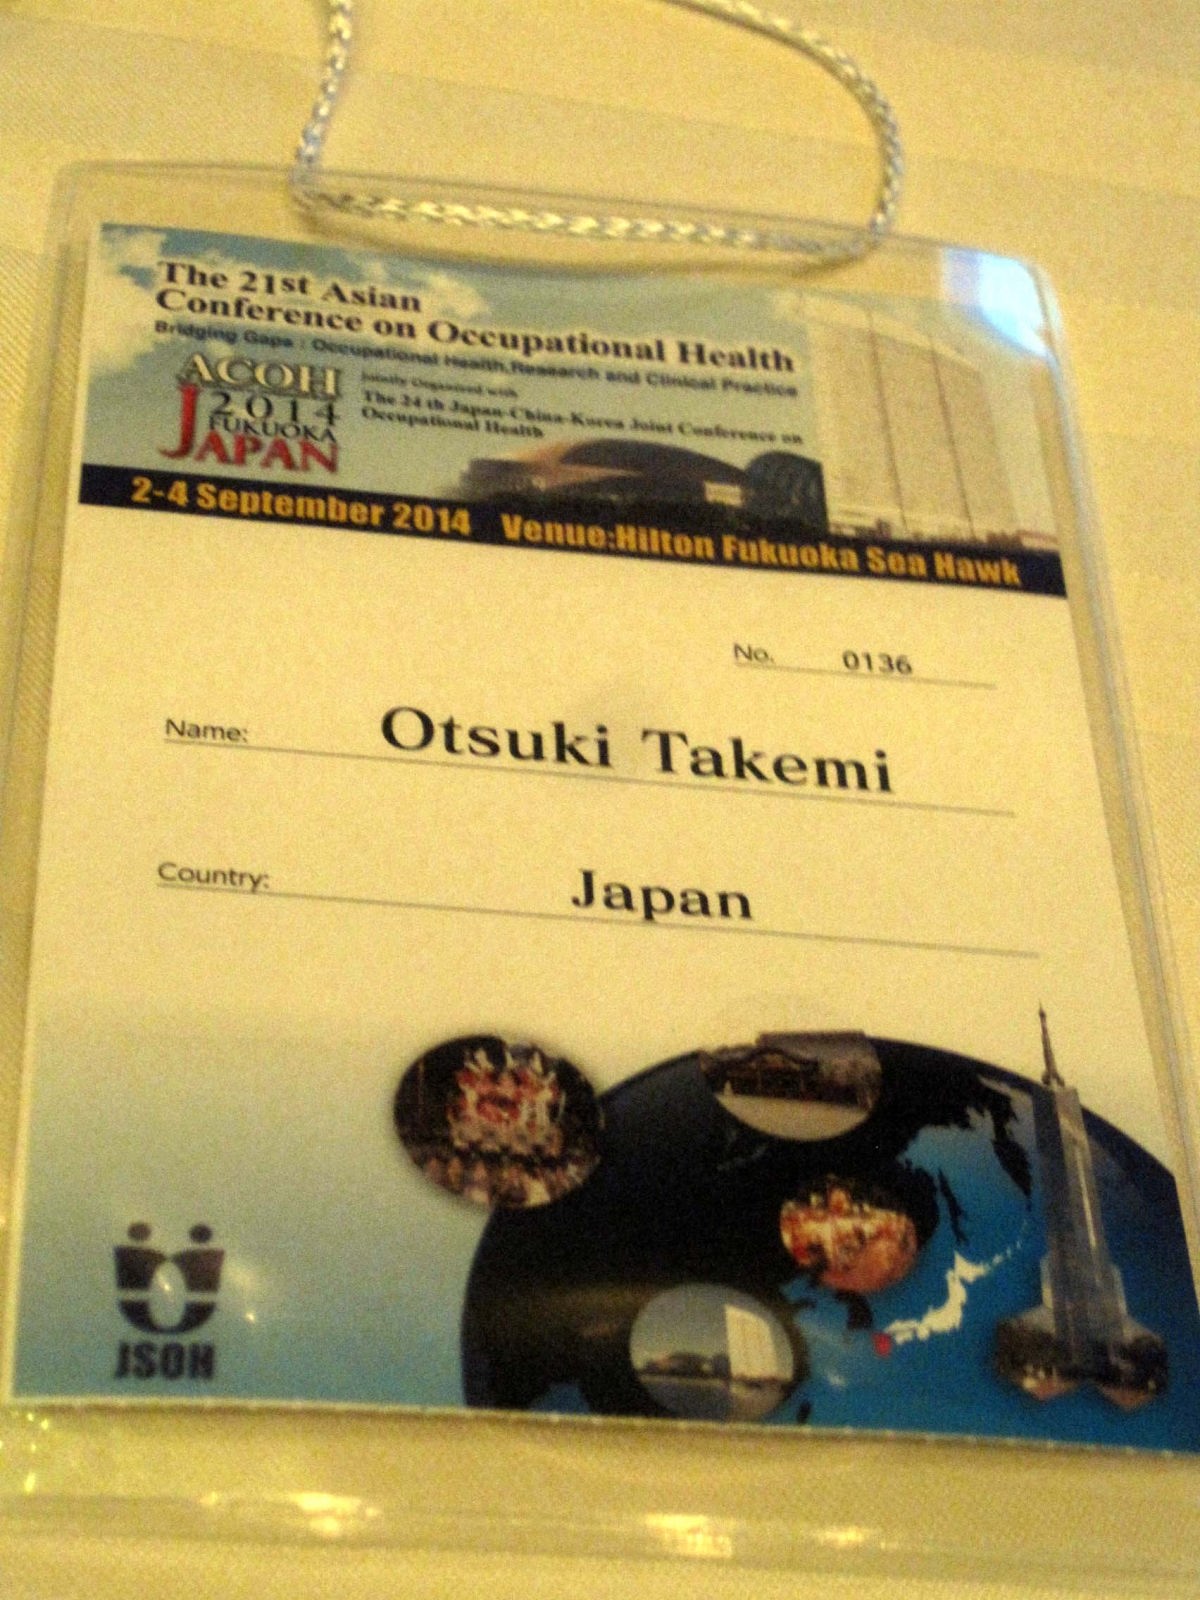 The 21st Asian
Conference on Occupational Health
Bridging Gaps : Occupational Health, Research and Clinical Practice
ACOH
2014
FUKUOKA
JAPAN
Jointly Organized with
The 24 th Japan-China-Korea Joint Conference on
Occupational Health
2-4 September 2014 Venue:Hilton Fukuoka Sea Hawk
No. 0136
Name: Otsuki Takemi
Country: Japan
JSOH